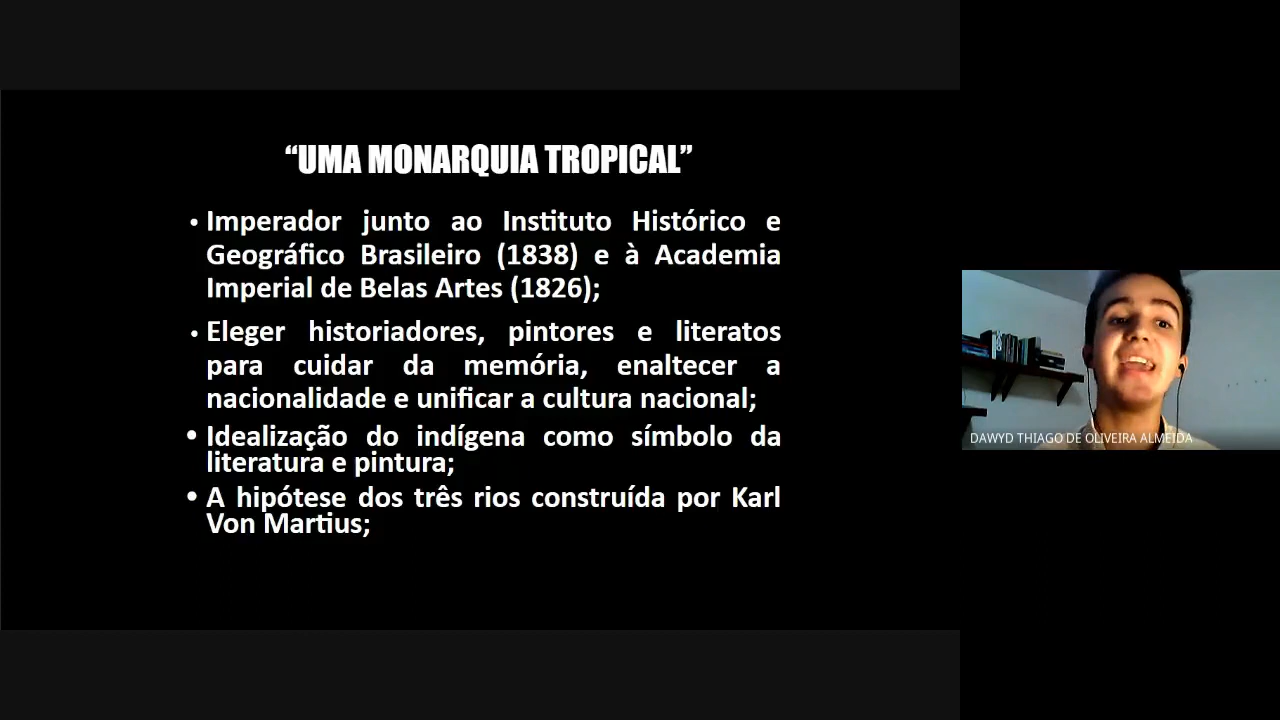 “UMA MONARQUIA TROPICAL”
• Imperador junto ao Instituto Histórico e
Geográfico Brasileiro (1838) e à Academia
Imperial de Belas Artes (1826);
• Eleger historiadores, pintores e literatos
para cuidar da memória, enaltecer a
nacionalidade e unificar a cultura nacional;
• Idealização do indígena como símbolo da
literatura e pintura;
• A hipótese dos três rios construída por Karl
Von Martius;
DAWYD THIAGO DE OLIVEIRA ALMEIDA